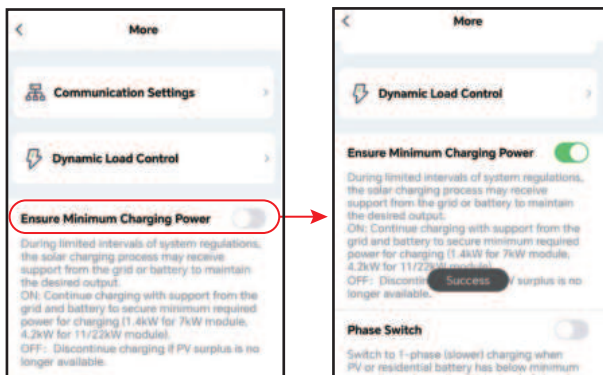 More
Communication Settings
Dynamic Load Control
Ensure Minimum Charging Power
During limited intervals of system regulations,
the solar charging process may receive
support from the grid or battery to maintain
the desired output.
ON: Continue charging with support from the
grid and battery to secure minimum required
power for charging (1.4kW for 7kW module,
4.2kW for 11/22kW module).
OFF: Discontinue charging if PV surplus is no
longer available.
More
Dynamic Load Control
Ensure Minimum Charging Power
During limited intervals of system regulations,
the solar charging process may receive
support from the grid or battery to maintain
the desired output.
ON: Continue charging with support from the
grid and battery to secure minimum required
power for charging (1.4kW for 7kW module,
4.2kW for 11/22kW
OFF: Success surplus is no
longer available.
Phase Switch
Switch to 1-phase (slower) charging when
PV or residential battery has below minimum